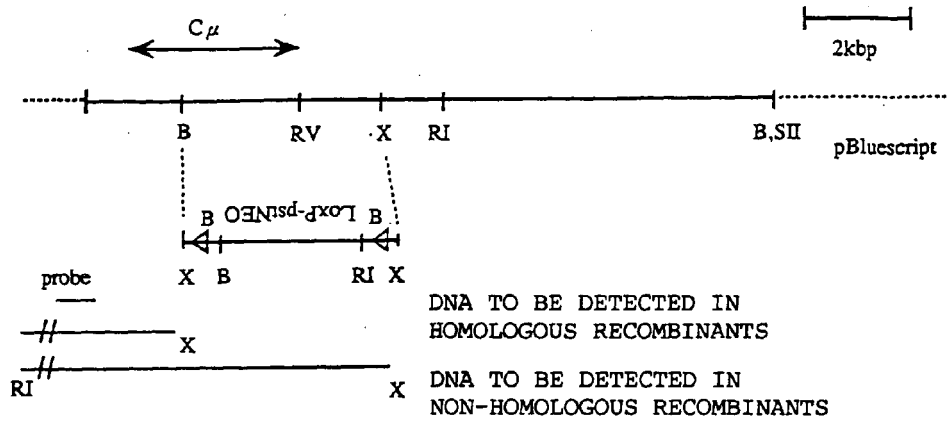 Cμ
2kbp
B RV X RI B,SII pBluescript
B LoxP-pstNEO B
X B RI X
probe
DNA TO BE DETECTED IN
HOMOLOGOUS RECOMBINANTS
X
RI X
DNA TO BE DETECTED IN
NON-HOMOLOGOUS RECOMBINANTS